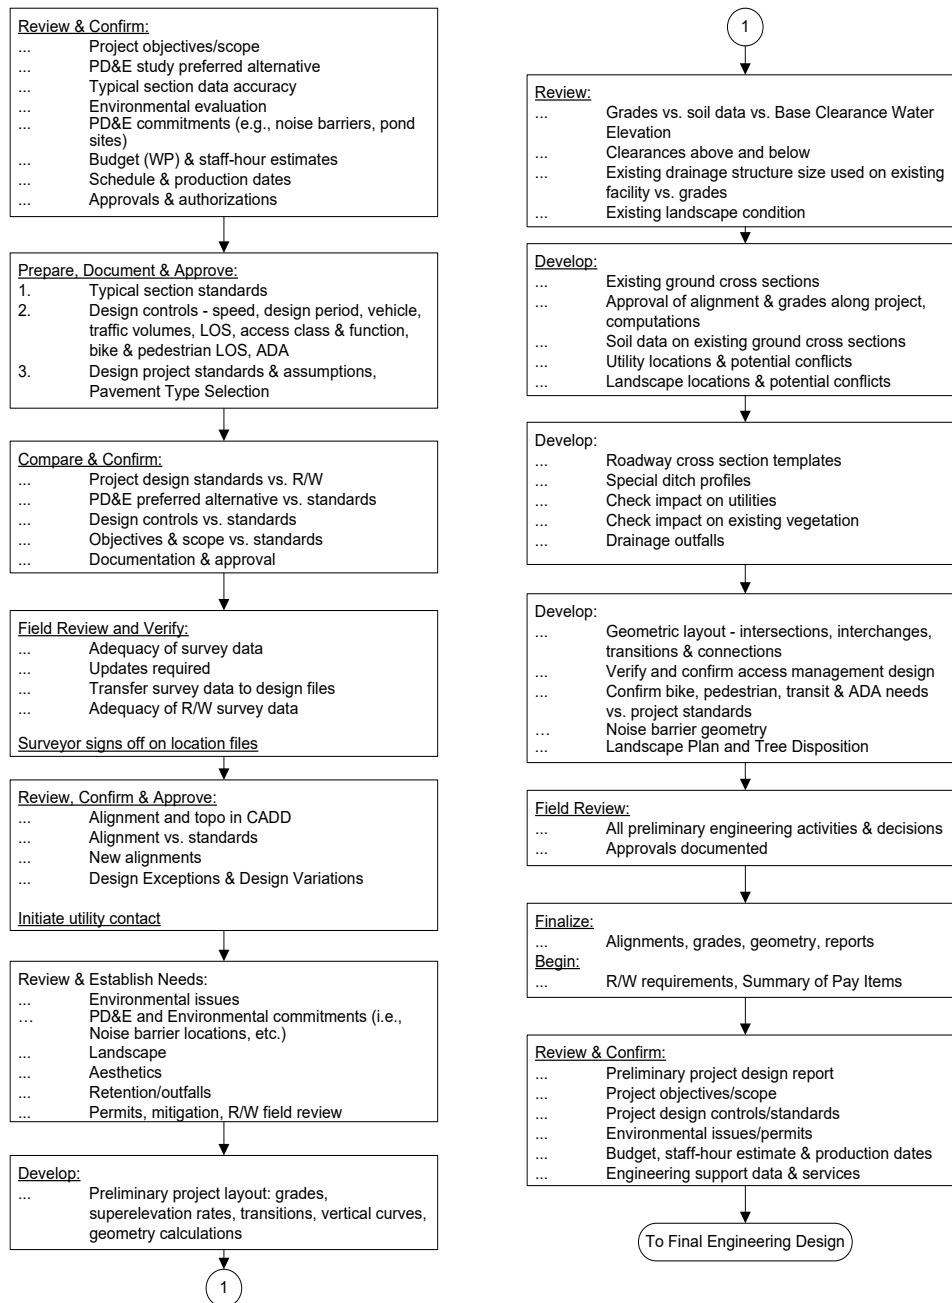 Review & Confirm:
... Project objectives/scope
... PD&E study preferred alternative
... Typical section data accuracy
... Environmental evaluation
... PD&E commitments (e.g., noise barriers, pond
sites)
... Budget (WP) & staff-hour estimates
... Schedule & production dates
... Approvals & authorizations
Prepare, Document & Approve:
1. Typical section standards
2. Design controls - speed, design period, vehicle,
traffic volumes, LOS, access class & function,
bike & pedestrian LOS, ADA
3. Design project standards & assumptions,
Pavement Type Selection
Compare & Confirm:
... Project design standards vs. R/W
... PD&E preferred alternative vs. standards
... Design controls vs. standards
... Objectives & scope vs. standards
... Documentation & approval
Field Review and Verify:
... Adequacy of survey data
... Updates required
... Transfer survey data to design files
... Adequacy of R/W survey data
Surveyor signs off on location files
Review, Confirm & Approve:
... Alignment and topo in CADD
... Alignment vs. standards
... New alignments
... Design Exceptions & Design Variations
Initiate utility contact
Review & Establish Needs:
... Environmental issues
... PD&E and Environmental commitments (i.e.,
Noise barrier locations, etc.)
... Landscape
... Aesthetics
... Retention/outfalls
... Permits, mitigation, R/W field review
Develop:
... Preliminary project layout: grades,
superelevation rates, transitions, vertical curves,
geometry calculations
1
1
Review:
... Grades vs. soil data vs. Base Clearance Water
Elevation
... Clearances above and below
... Existing drainage structure size used on existing
facility vs. grades
... Existing landscape condition
Develop:
... Existing ground cross sections
... Approval of alignment & grades along project,
computations
... Soil data on existing ground cross sections
... Utility locations & potential conflicts
... Landscape locations & potential conflicts
Develop:
... Roadway cross section templates
... Special ditch profiles
... Check impact on utilities
... Check impact on existing vegetation
... Drainage outfalls
Develop:
... Geometric layout - intersections, interchanges,
transitions & connections
... Verify and confirm access management design
... Confirm bike, pedestrian, transit & ADA needs
vs. project standards
... Noise barrier geometry
... Landscape Plan and Tree Disposition
Field Review:
... All preliminary engineering activities & decisions
... Approvals documented
Finalize:
... Alignments, grades, geometry, reports
Begin:
... R/W requirements, Summary of Pay Items
Review & Confirm:
... Preliminary project design report
... Project objectives/scope
... Project design controls/standards
... Environmental issues/permits
... Budget, staff-hour estimate & production dates
... Engineering support data & services
To Final Engineering Design